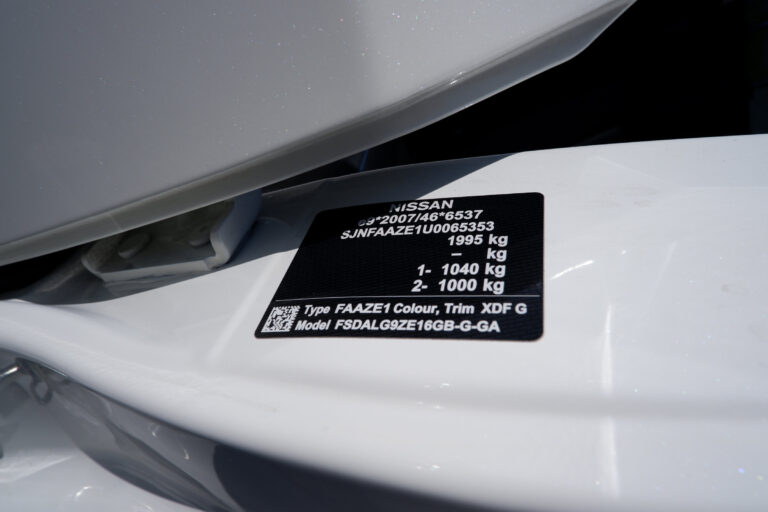 NISSAN
e9*2007/46*6537
SJNFAAZE1U0065353
1995 kg
– kg
1- 1040 kg
2- 1000 kg
Type FAAZE1 Colour, Trim XDF G
Model FSDALG9ZE16GB-G-GA